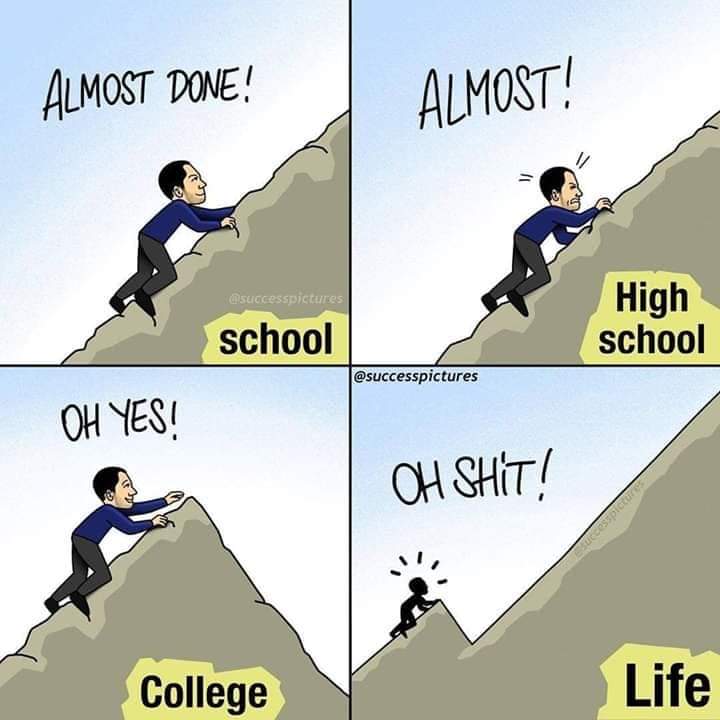 ALMOST DONE!
@successpictures
school
ALMOST!
High
school
OH YES!
College
@successpictures
OH SHiT!
@successpictures
Life